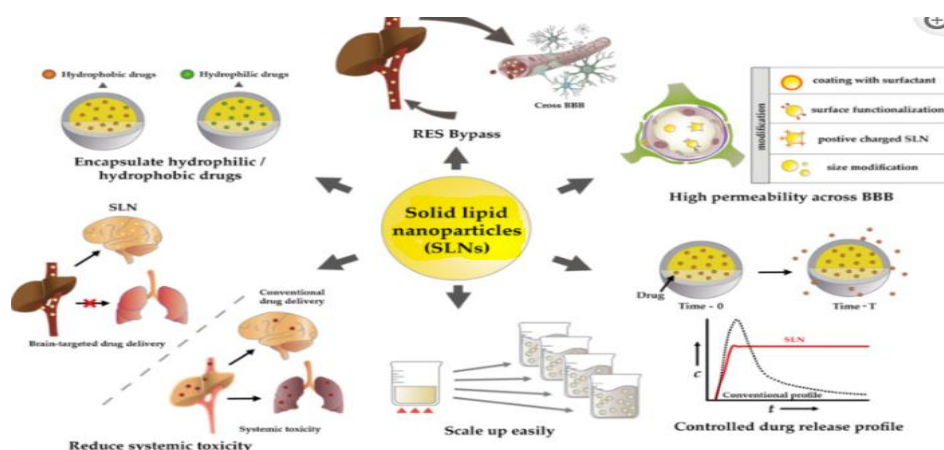 Hydrophobic drugs
Hydrophilic drugs
Encapsulate hydrophilic /
hydrophobic drugs
Cross BBB
RES Bypass
modification
coating with surfactant
surface functionalization
postive charged SLN
size modification
High permeability across BBB
Solid lipid
nanoparticles
(SLNs)
SLN
Brain-targeted drug delivery
Conventional
drug delivery
Systemic toxicity
Reduce systemic toxicity
Scale up easily
Drug
Time - 0
Time - T
C
SLN
Conventional profile
t
Controlled durg release profile